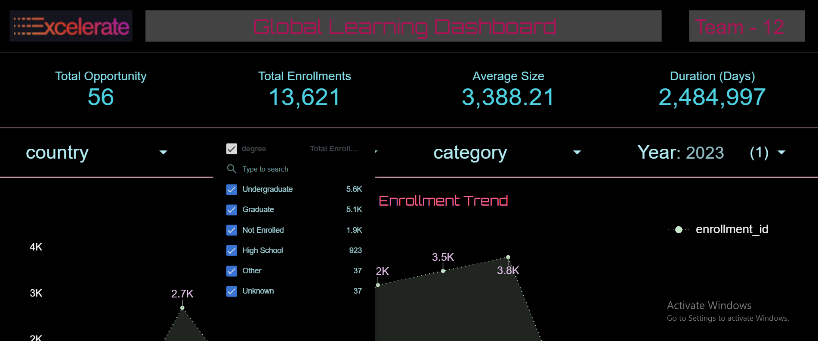 Excelerate
Global Learning Dashboard
Team - 12
Total Opportunity
56
Total Enrollments
13,621
Average Size
3,388.21
Duration (Days)
2,484,997
country
degree Total Enroll...
category
Year: 2023 (1)
Type to search
Undergraduate 5.6K
Graduate 5.1K
Not Enrolled 1.9K
High School 923
Other 37
Unknown 37
Enrollment Trend
enrollment_id
4K
3K
2K
2.7K
2K
3.5K
3.8K
Activate Windows
Go to Settings to activate Windows.